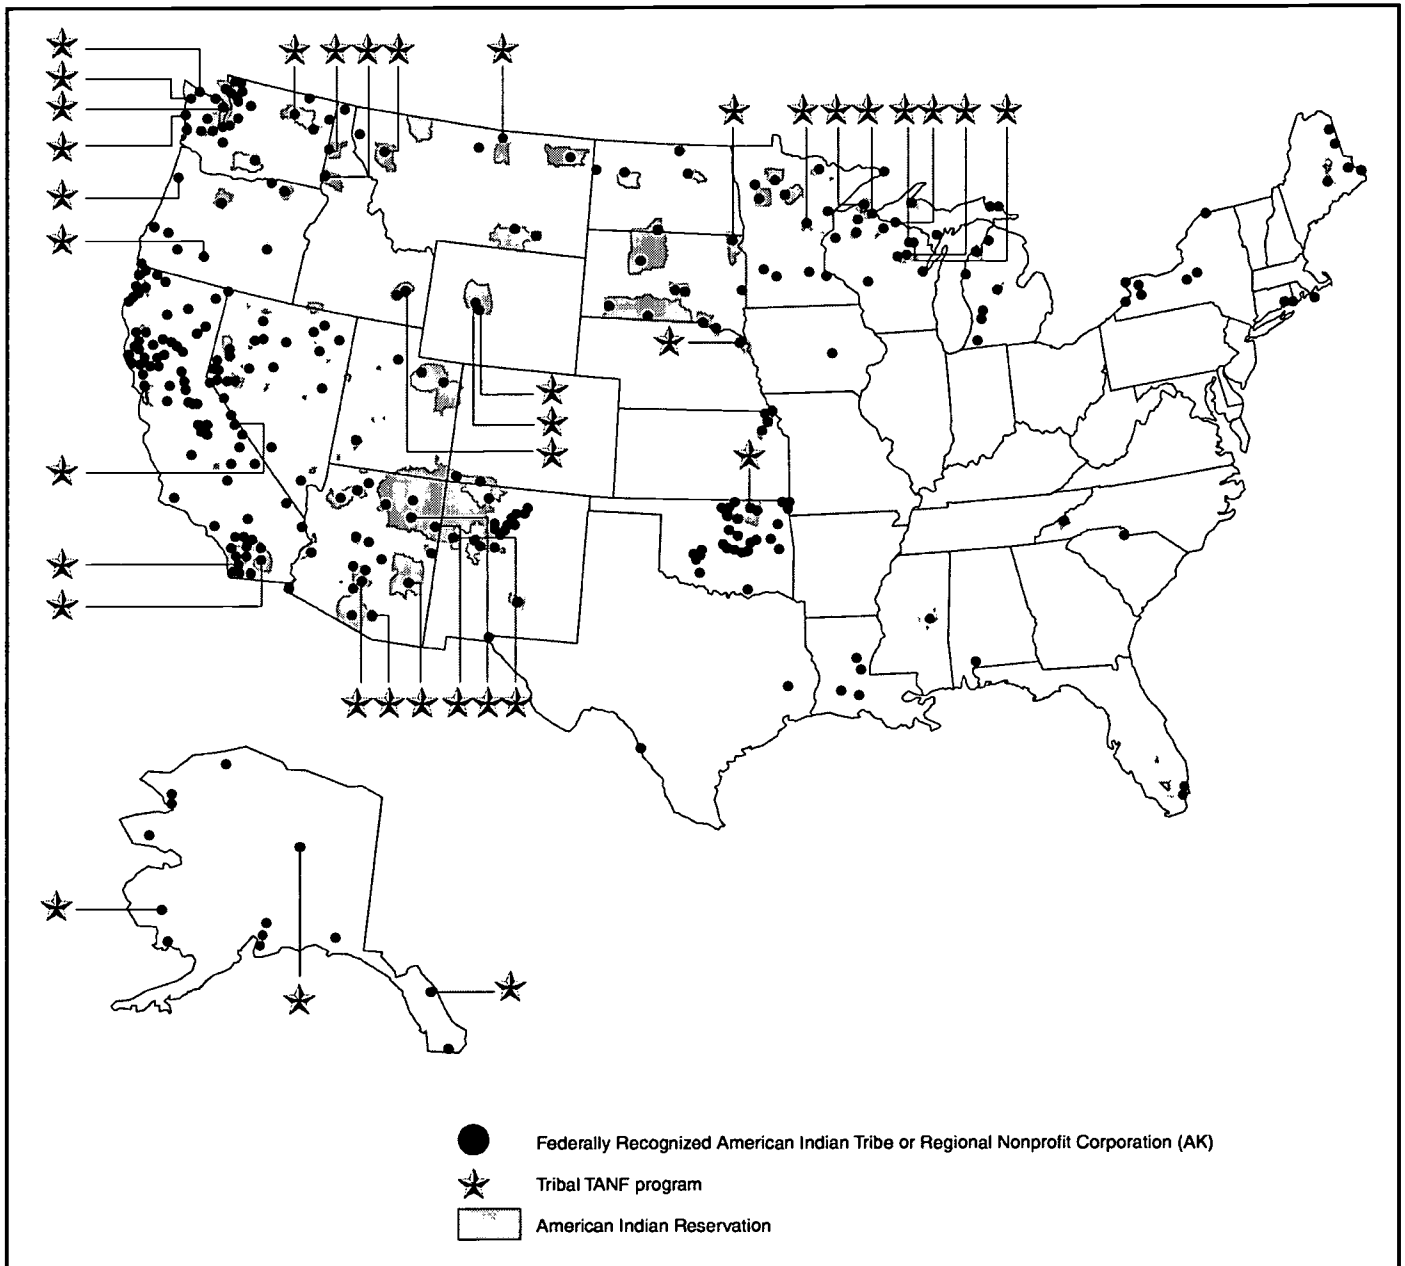 Federally Recognized American Indian Tribe or Regional Nonprofit Corporation (AK)
Tribal TANF program
American Indian Reservation